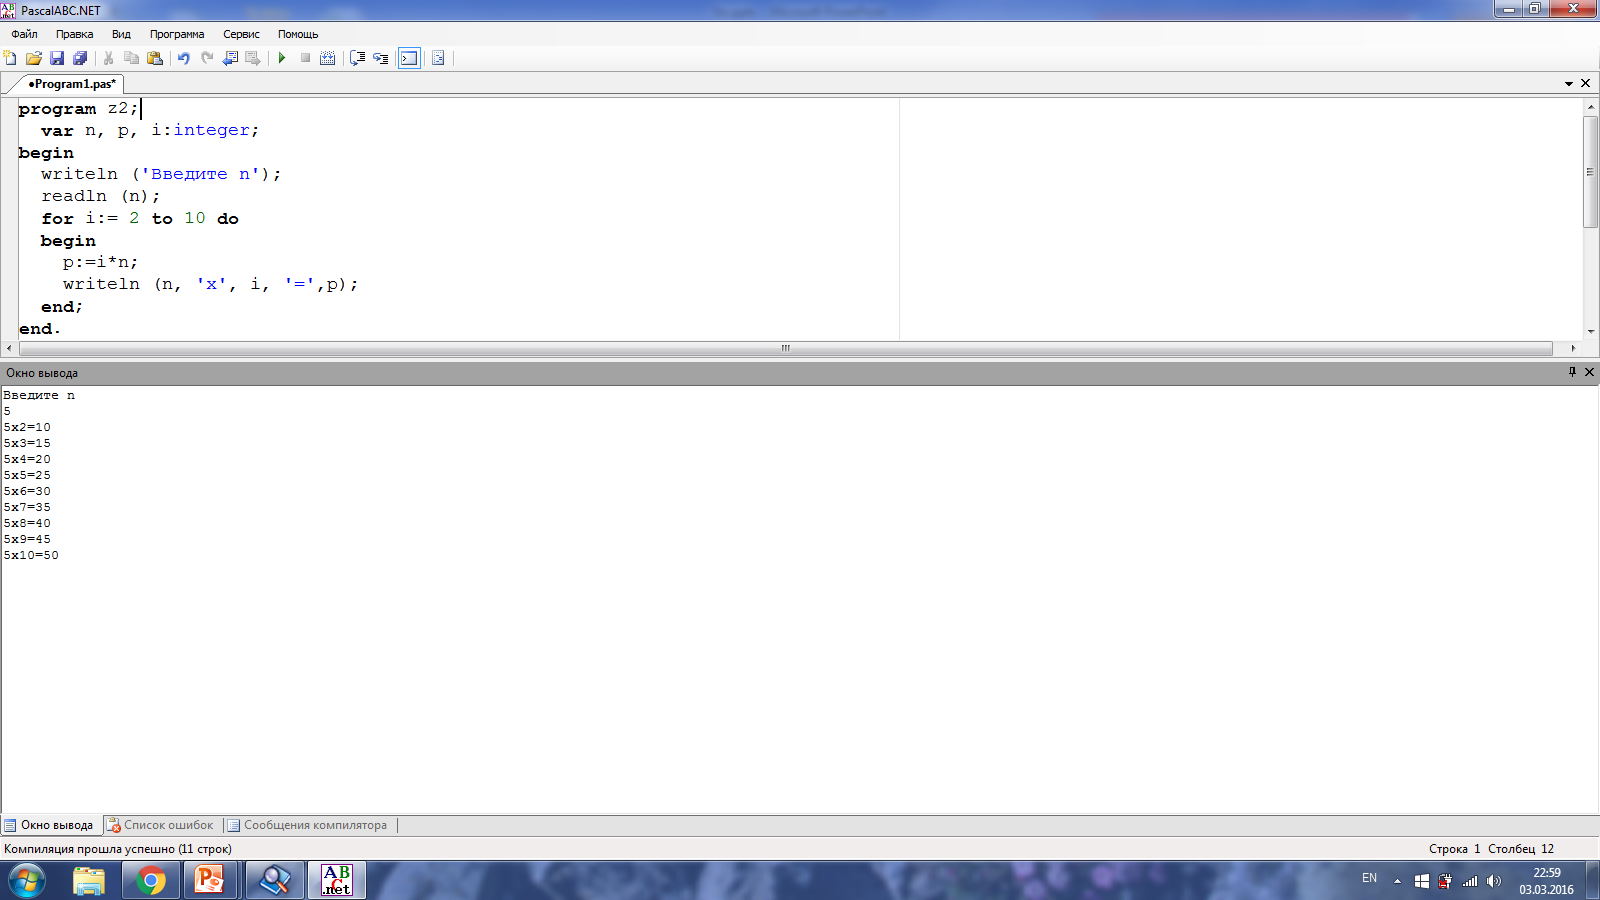 PascalABC.NET
Файл Правка Вид Программа Сервис Помощь
●Program1.pas*
program z2;
var n, p, i:integer;
begin
writeln ('Введите n');
readln (n);
for i:= 2 to 10 do
begin
p:=i*n;
writeln (n, 'x', i, '=',p);
end;
end.
Окно вывода
Введите n
5
5x2=10
5x3=15
5x4=20
5x5=25
5x6=30
5x7=35
5x8=40
5x9=45
5x10=50
Окно вывода Список ошибок Сообщения компилятора
Компиляция прошла успешно (11 строк) Строка 1 Столбец 12
ABC.net EN 22:59
03.03.2016